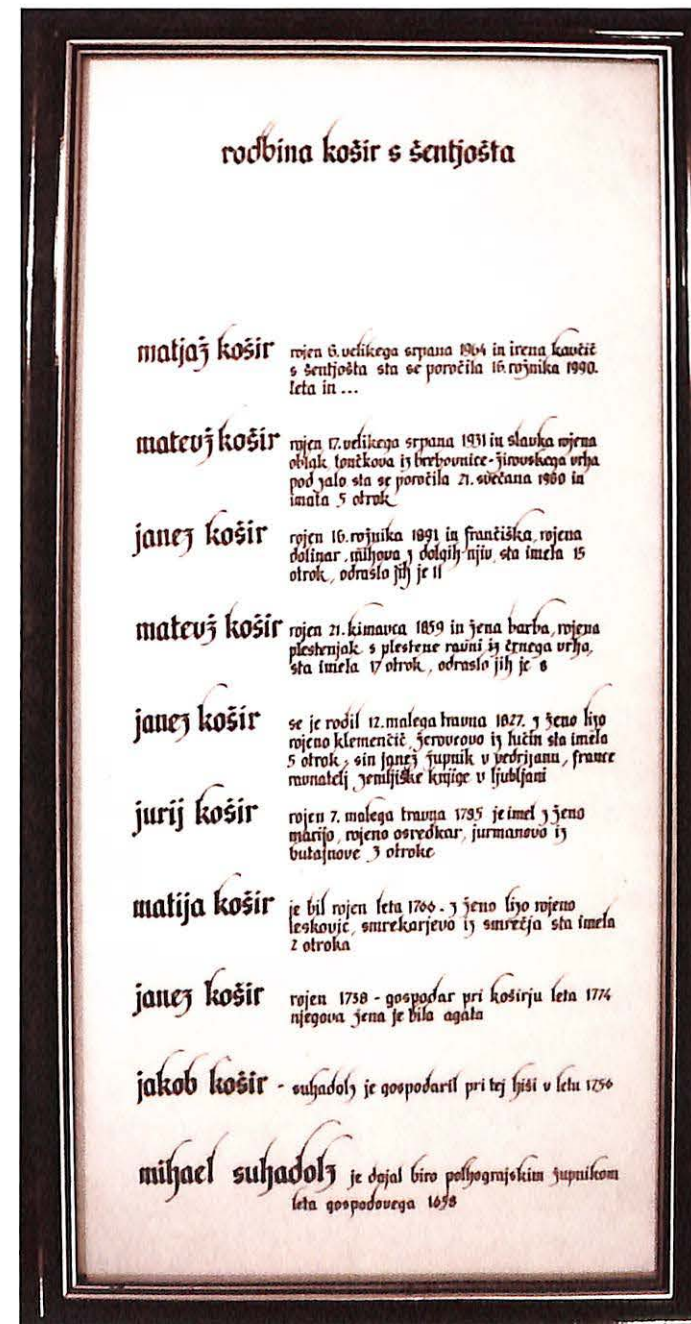 rodbina košir s šentjošta
matjaž košir rojen 6. velikega srpana 1964 in irena kavčič
s šentjošta sta se poročila 16. rožnika 1990.
leta in ...
matevž košir rojen 17. velikega srpana 1931 in slavka rojena
oblak, tončkova iz brebovnice - žirovskega vrha
pod zalo sta se poročila 21. svečana 1960 in
imata 5 otrok
janez košir rojen 16. rožnika 1891 in frančiška, rojena
dolinar, mihova z dolgih njiv, sta imela 15
otrok, odraslo jih je 11
matevž košir rojen 21. kimavca 1859 in žena barba, rojena
plestenjak s plestene ravni iz črnega vrha,
sta imela 17 otrok, odraslo jih je 8
janez košir se je rodil 12. malega travna 1827. z ženo lizo
rojeno klemenčič, žerovcovo iz lučin sta imela
5 otrok, sin janez župnik v pedrijanu, france
ravnatelj zemljiške knjige v ljubljani
jurij košir rojen 7. malega travna 1795 je imel z ženo
marijo, rojeno osredkar, jurmanovo iz
butajnove 3 otroke
matija košir je bil rojen leta 1766. z ženo lizo rojeno
leskovic, smrekarjevo iz smrečja sta imela
2 otroka
janez košir rojen 1738 - gospodar pri koširju leta 1774
njegova žena je bila agata
jakob košir - suhadolz je gospodaril pri tej hiši v letu 1756
mihael suhadolz je dajal biro polhograjskim župnikom
leta gospodovega 1658